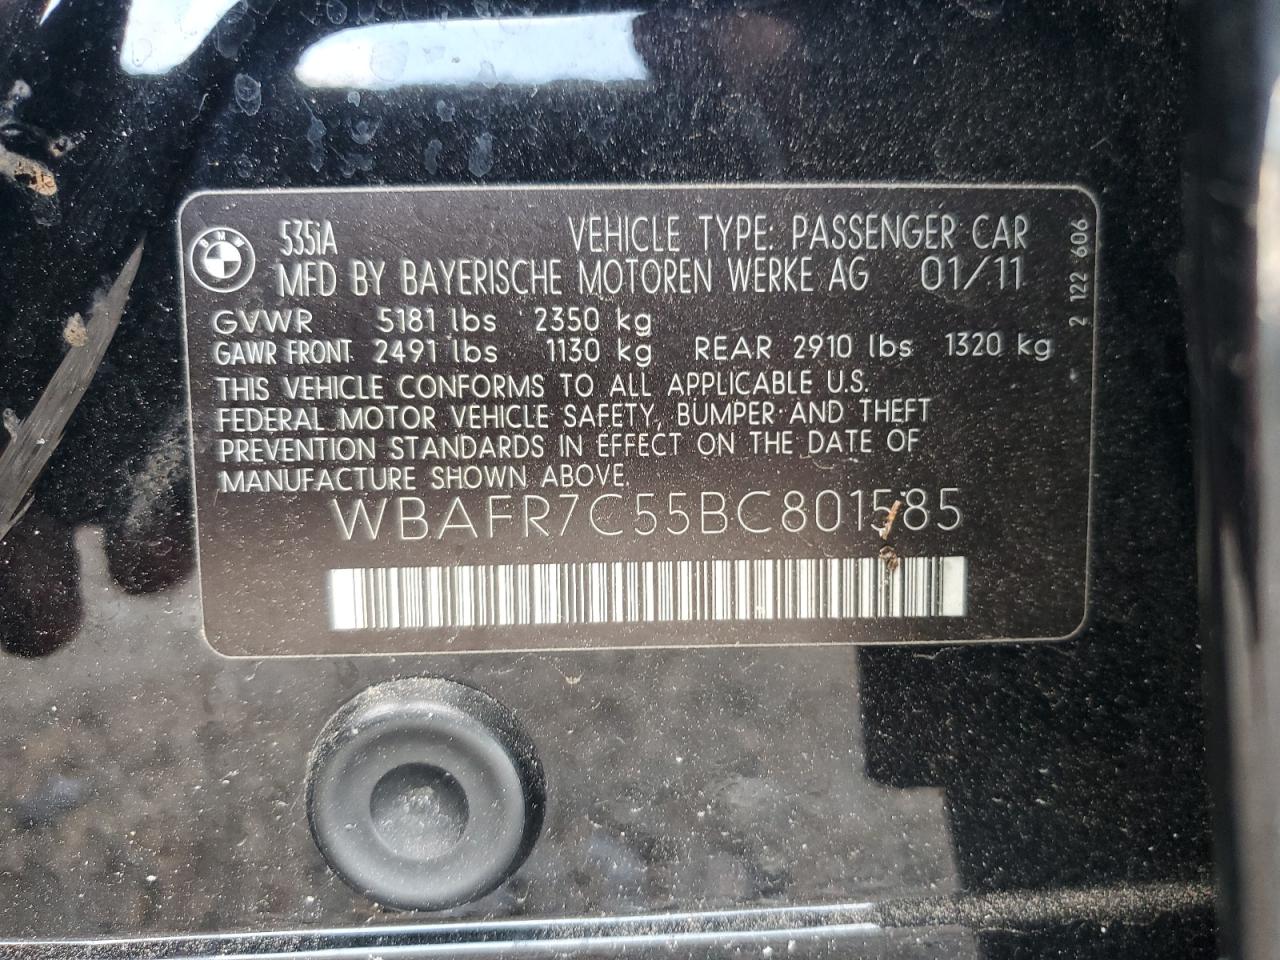 BMW
535iA VEHICLE TYPE: PASSENGER CAR
MFD BY BAYERISCHE MOTOREN WERKE AG 01/11
GVWR 5181 lbs 2350 kg
GAWR FRONT 2491 lbs 1130 kg REAR 2910 lbs 1320 kg
THIS VEHICLE CONFORMS TO ALL APPLICABLE U.S.
FEDERAL MOTOR VEHICLE SAFETY, BUMPER AND THEFT
PREVENTION STANDARDS IN EFFECT ON THE DATE OF
MANUFACTURE SHOWN ABOVE.
WBAFR7C55BC801585
2 122 606